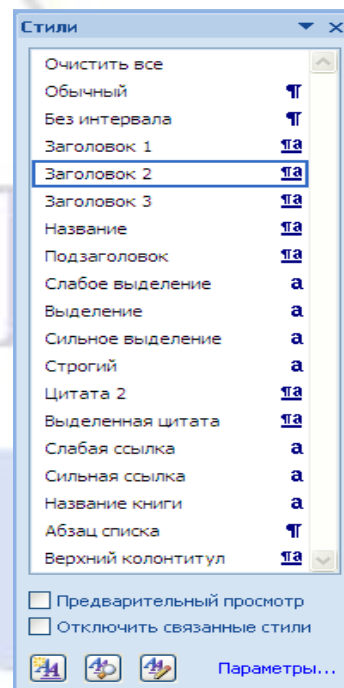 Стили
Очистить все
Обычный ¶
Без интервала ¶
Заголовок 1 ¶a
Заголовок 2 ¶a
Заголовок 3 ¶a
Название ¶a
Подзаголовок ¶a
Слабое выделение a
Выделение a
Сильное выделение a
Строгий a
Цитата 2 ¶a
Выделенная цитата ¶a
Слабая ссылка a
Сильная ссылка a
Название книги a
Абзац списка ¶
Верхний колонтитул ¶a
Предварительный просмотр
Отключить связанные стили
Параметры...